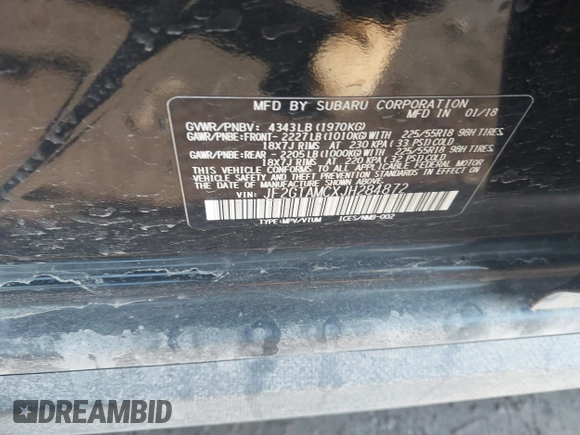 MFD BY SUBARU CORPORATION
MFD IN 01/18
GVWR/PNBV: 4343LB (1970KG)
GAWR/PNBE:FRONT- 2227LB (1010KG) WITH 225/55R18 98H TIRES
18X7J RIMS AT 230 KPA (33 PSI) COLD
GAWR/PNBE:REAR - 2205LB (1000KG) WITH 225/55R18 98H TIRES
18X7J RIMS AT 220 KPA (32 PSI) COLD
THIS VEHICLE CONFORMS TO ALL APPLICABLE FEDERAL MOTOR
VEHICLE SAFETY AND THEFT PREVENTION STANDARDS IN
EFFECT ON THE DATE OF MANUFACTURE SHOWN ABOVE.
VIN: JF2GTAMCXJH284872
TYPE:MPV/VTUM ICES/NMB-002
DREAMBID